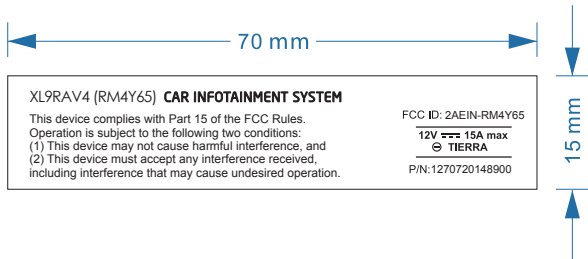 70 mm
XL9RAV4 (RM4Y65) CAR INFOTAINMENT SYSTEM
This device complies with Part 15 of the FCC Rules.
Operation is subject to the following two conditions:
(1) This device may not cause harmful interference, and
(2) This device must accept any interference received,
including interference that may cause undesired operation.
FCC ID: 2AEIN-RM4Y65
12V ⎓ 15A max
⊖ TIERRA
P/N:1270720148900
15 mm